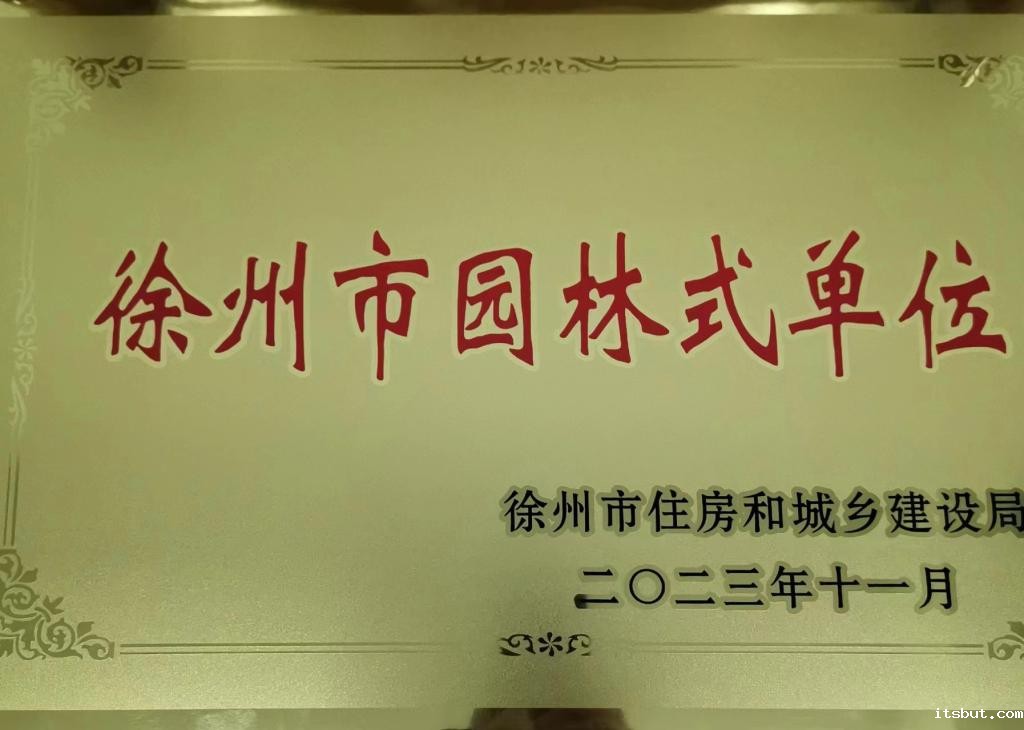 徐州市园林式单位
徐州市住房和城乡建设局
二〇二三年十一月
itsbut.com